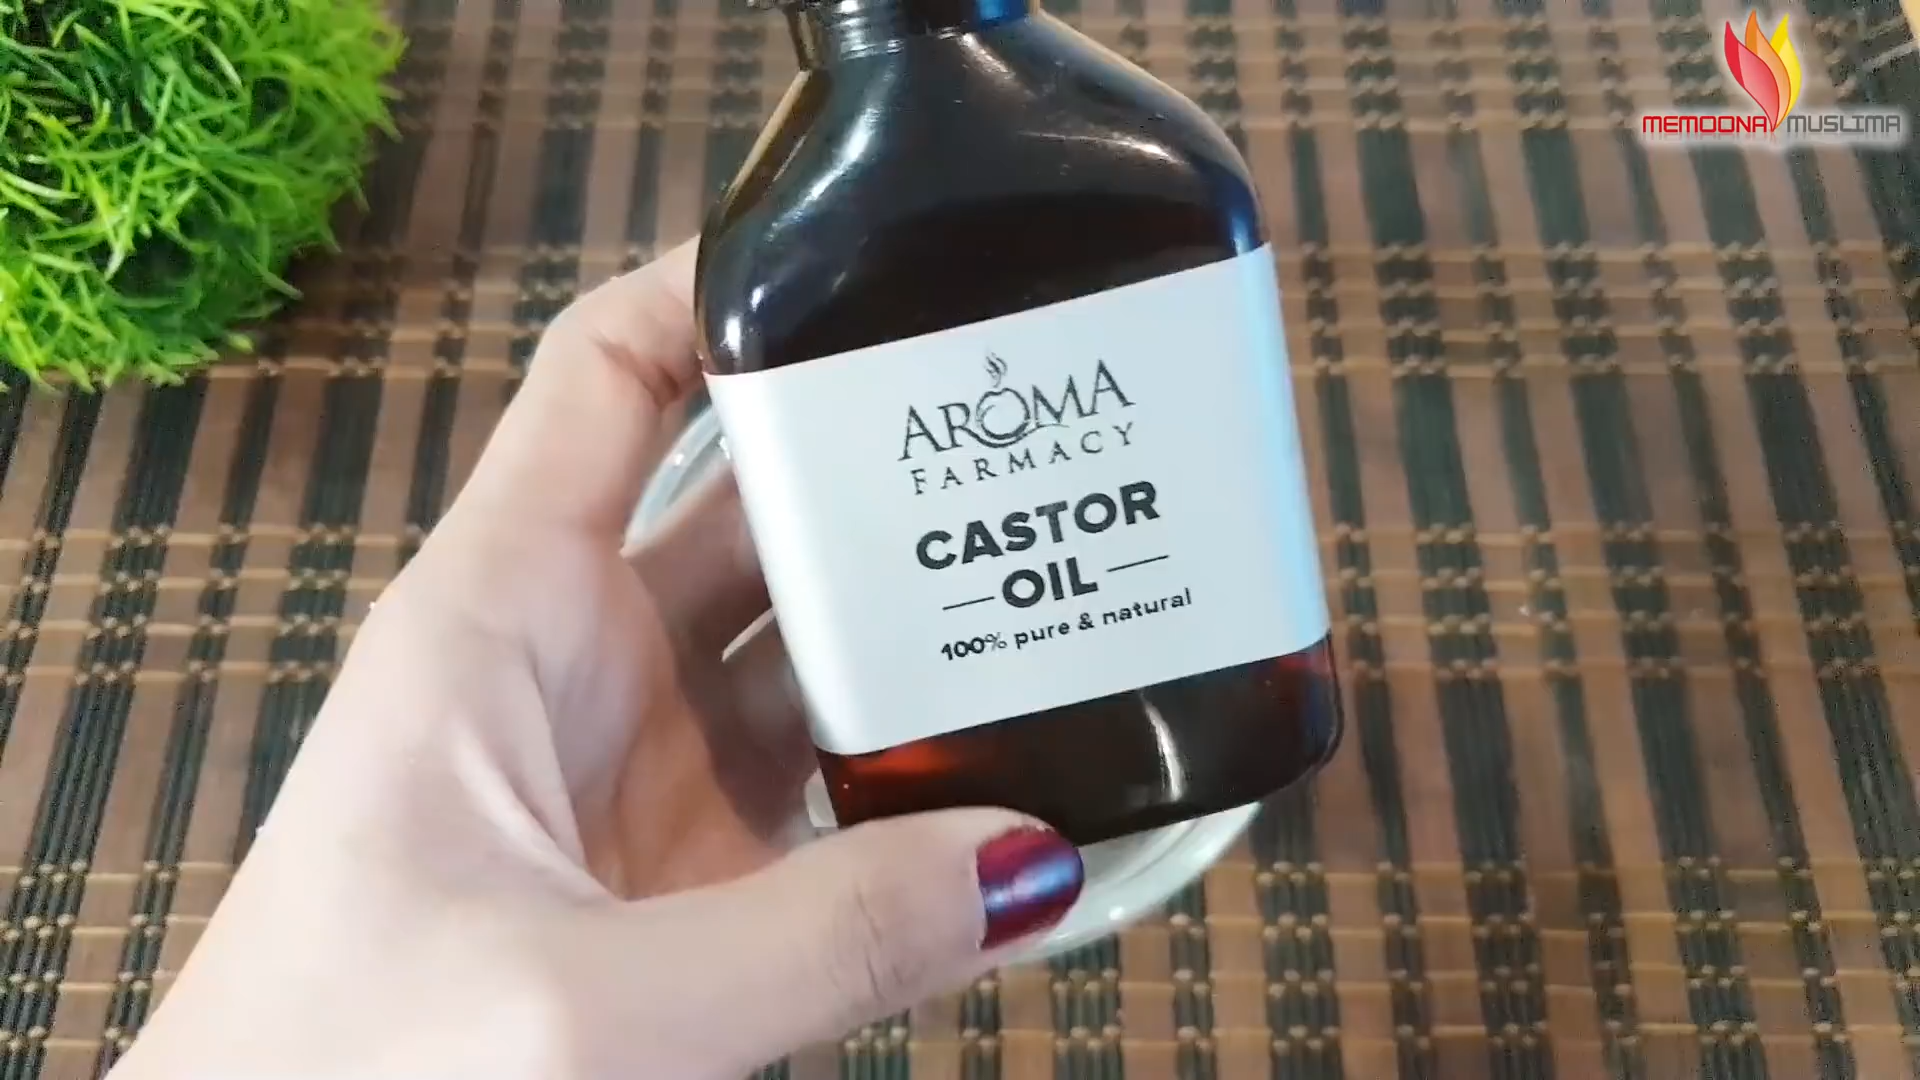 MEMOONA MUSLIMA
AROMA
FARMACY
CASTOR
OIL
100% pure & natural